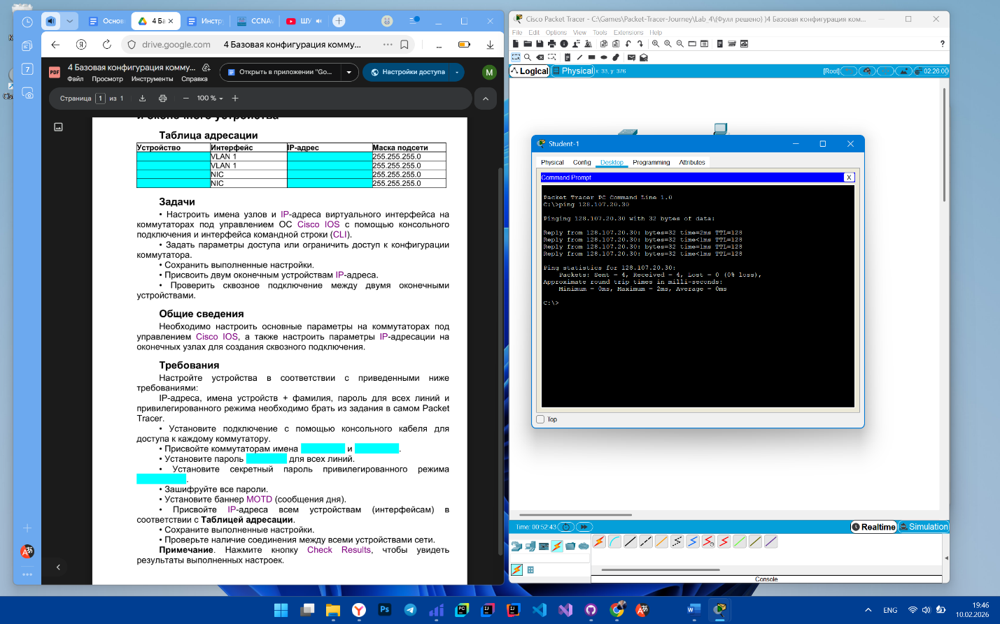 Основ
4 Ба
Инстр
CCNA
ШУ
drive.google.com
4 Базовая конфигурация комму...
7
PDF
4 Базовая конфигурация комму...
Файл Просмотр Инструменты Справка
Открыть в приложении "Go...
Настройки доступа
M
Страница 1 из 1
100 %
и оконечного устройства
Таблица адресации
Устройство Интерфейс IP-адрес Маска подсети
VLAN 1 255.255.255.0
VLAN 1 255.255.255.0
NIC 255.255.255.0
NIC 255.255.255.0
Задачи
• Настроить имена узлов и IP-адреса виртуального интерфейса на
коммутаторах под управлением ОС Cisco IOS с помощью консольного
подключения и интерфейса командной строки (CLI).
• Задать параметры доступа или ограничить доступ к конфигурации
коммутатора.
• Сохранить выполненные настройки.
• Присвоить двум оконечным устройствам IP-адреса.
• Проверить сквозное подключение между двумя оконечными
устройствами.
Общие сведения
Необходимо настроить основные параметры на коммутаторах под
управлением Cisco IOS, а также настроить параметры IP-адресации на
оконечных узлах для создания сквозного подключения.
Требования
Настройте устройства в соответствии с приведенными ниже
требованиями:
IP-адреса, имена устройств + фамилия, пароль для всех линий и
привилегированного режима необходимо брать из задания в самом Packet
Tracer.
• Установите подключение с помощью консольного кабеля для
доступа к каждому коммутатору.
• Присвойте коммутаторам имена и .
• Установите пароль для всех линий.
• Установите секретный пароль привилегированного режима
.
• Зашифруйте все пароли.
• Установите баннер MOTD (сообщения дня).
• Присвойте IP-адреса всем устройствам (интерфейсам) в
соответствии с Таблицей адресации.
• Сохраните выполненные настройки.
• Проверьте наличие соединения между всеми устройствами сети.
Примечание. Нажмите кнопку Check Results, чтобы увидеть
результаты выполненных настроек.
Cisco Packet Tracer - C:\Games\Packet-Tracer-Journey\Lab_4\(Фулл решено) )4 Базовая конфигурация ком...
File Edit Options View Tools Extensions Help
Logical Physical x: 33, y: 376
[Root] 02:26:00
Student-1
Physical Config Desktop Programming Attributes
Command Prompt
X
Packet Tracer PC Command Line 1.0
C:\>ping 128.107.20.30
Pinging 128.107.20.30 with 32 bytes of data:
Reply from 128.107.20.30: bytes=32 time=2ms TTL=128
Reply from 128.107.20.30: bytes=32 time<1ms TTL=128
Reply from 128.107.20.30: bytes=32 time=1ms TTL=128
Reply from 128.107.20.30: bytes=32 time<1ms TTL=128
Ping statistics for 128.107.20.30:
Packets: Sent = 4, Received = 4, Lost = 0 (0% loss),
Approximate round trip times in milli-seconds:
Minimum = 0ms, Maximum = 2ms, Average = 0ms
C:\>
Top
Time: 00:52:43
Realtime Simulation
Console
Ps
ENG
19:46
10.02.2026